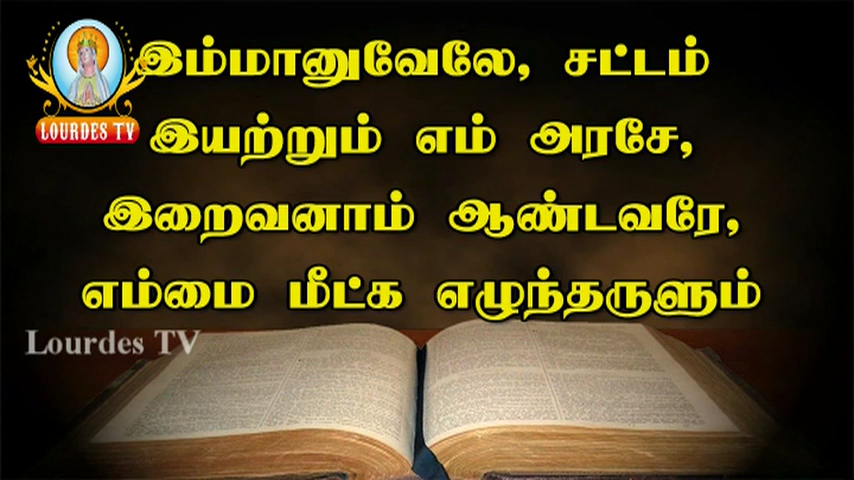 இம்மானுவேலே, சட்டம்
இயற்றும் எம் அரசே,
இறைவனாம் ஆண்டவரே,
எம்மை மீட்க எழுந்தருளும்
LOURDES TV
Lourdes TV